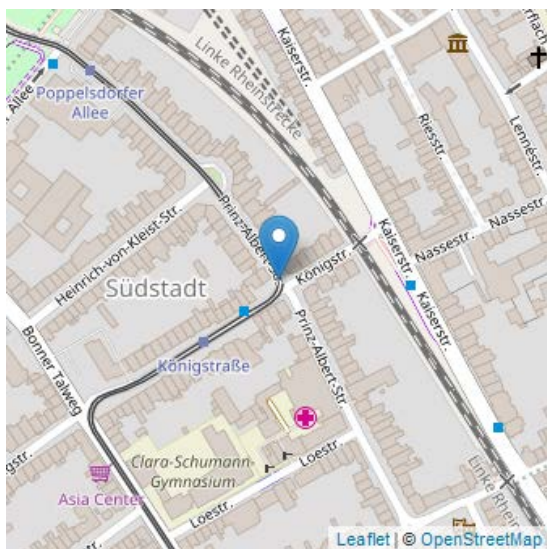 Linke Rheinstrecke
Kaiserstr.
Poppelsdorfer
Allee
Allee
Riesstr.
Lennéstr.
Prinz-Albert-Str.
Heinrich-von-Kleist-Str.
Nassestr.
Nassestr.
Kaiserstr.
Kaiserstr.
Königstr.
Südstadt
Prinz-Albert-Str.
Königstraße
Bonner Talweg
Clara-Schumann-
Gymnasium
Loestr.
Asia Center
Loestr.
Leaflet | © OpenStreetMap